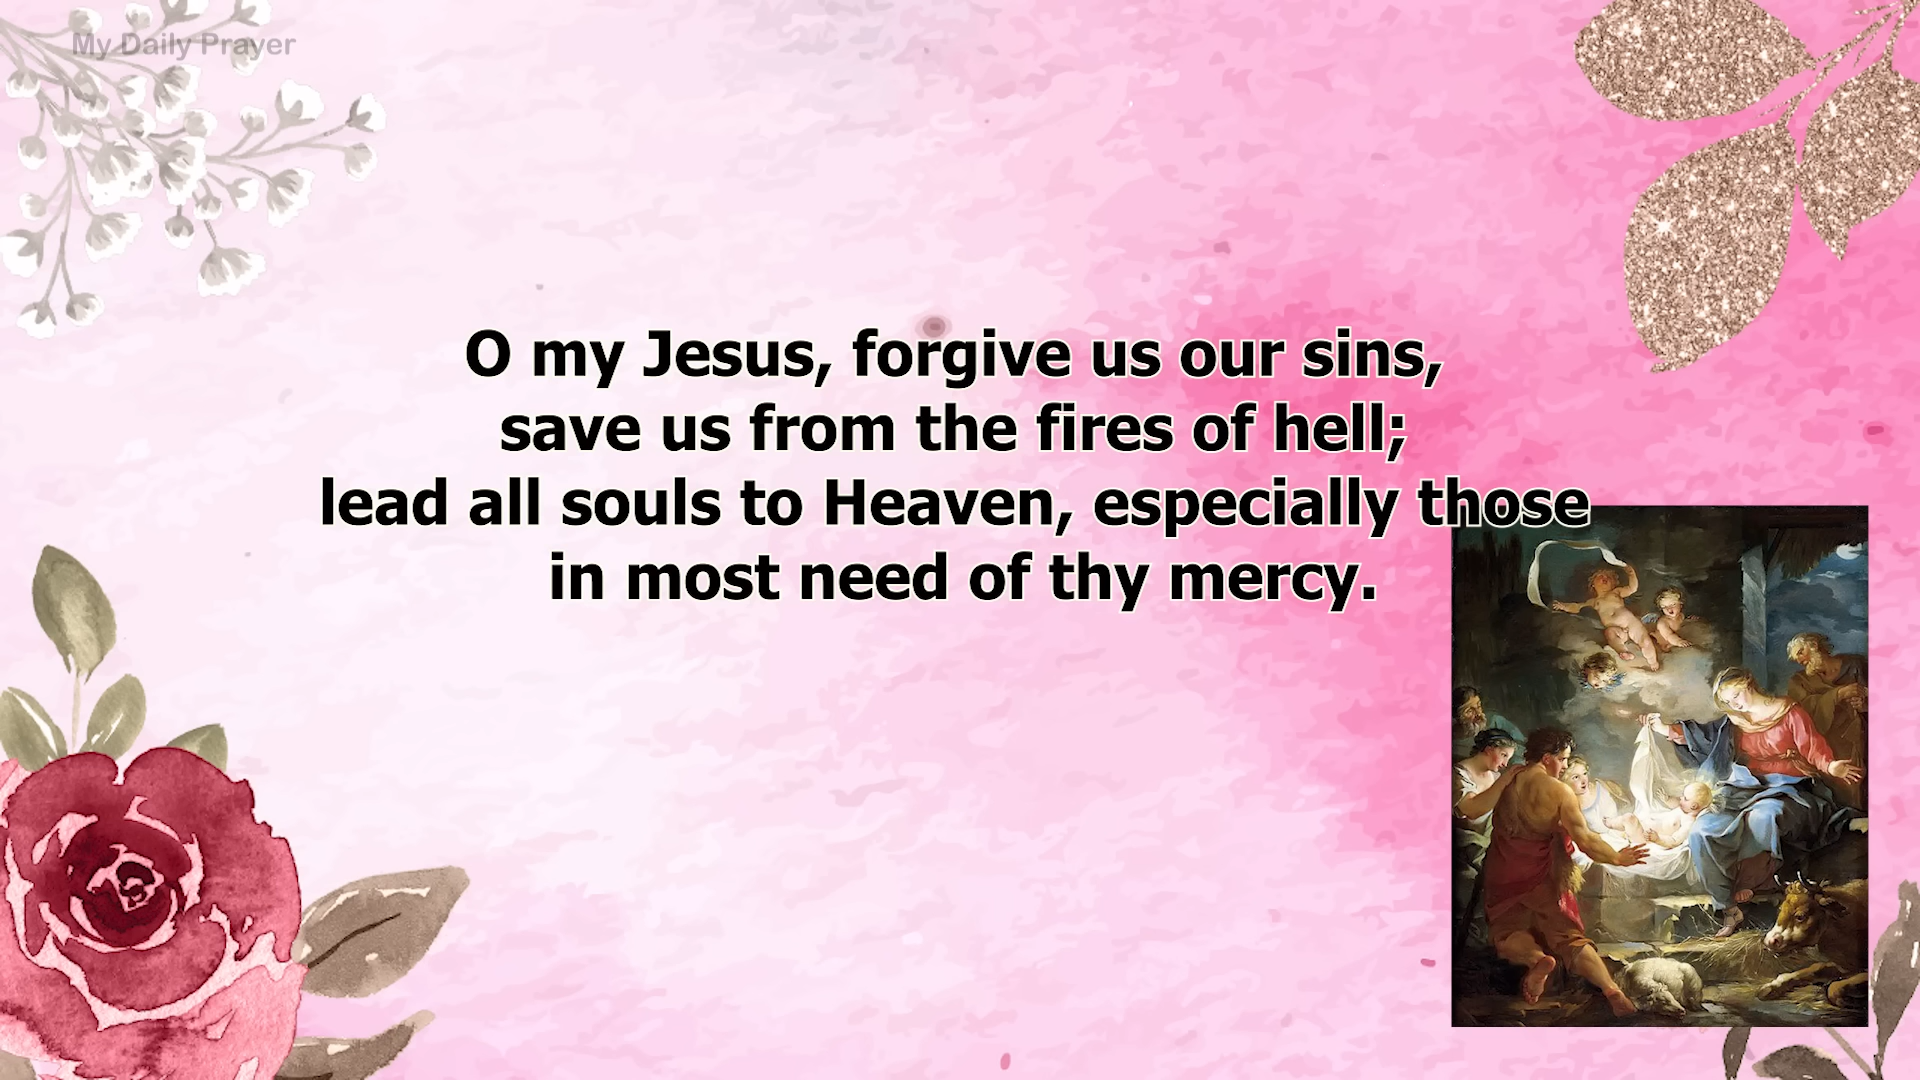 My Daily Prayer
O my Jesus, forgive us our sins,
save us from the fires of hell;
lead all souls to Heaven, especially those
in most need of thy mercy.